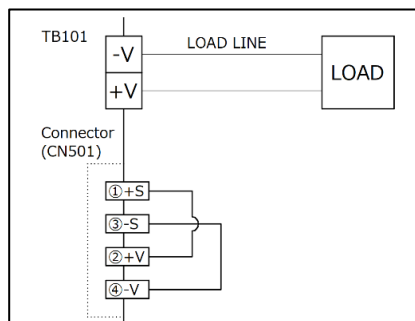 TB101
-V
LOAD LINE
LOAD
+V
Connector
(CN501)
①+S
③-S
②+V
④-V